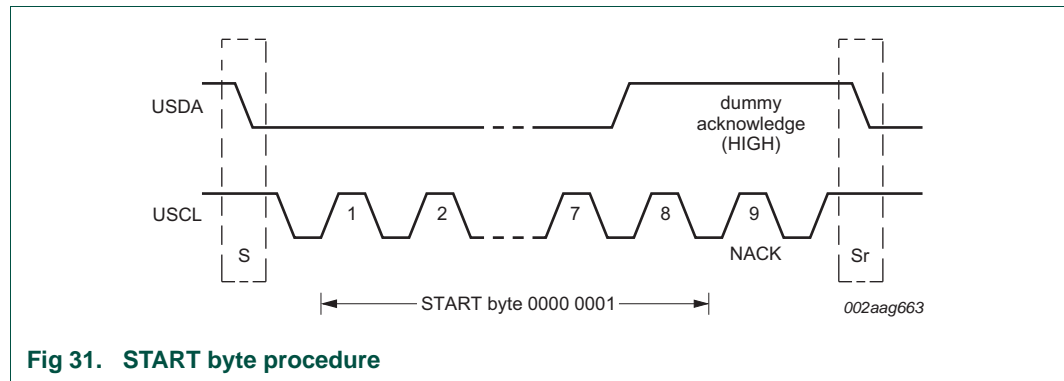 USDA
dummy
acknowledge
(HIGH)
USCL
1
2
7
8
9
S
NACK
Sr
START byte 0000 0001
002aag663
Fig 31. START byte procedure